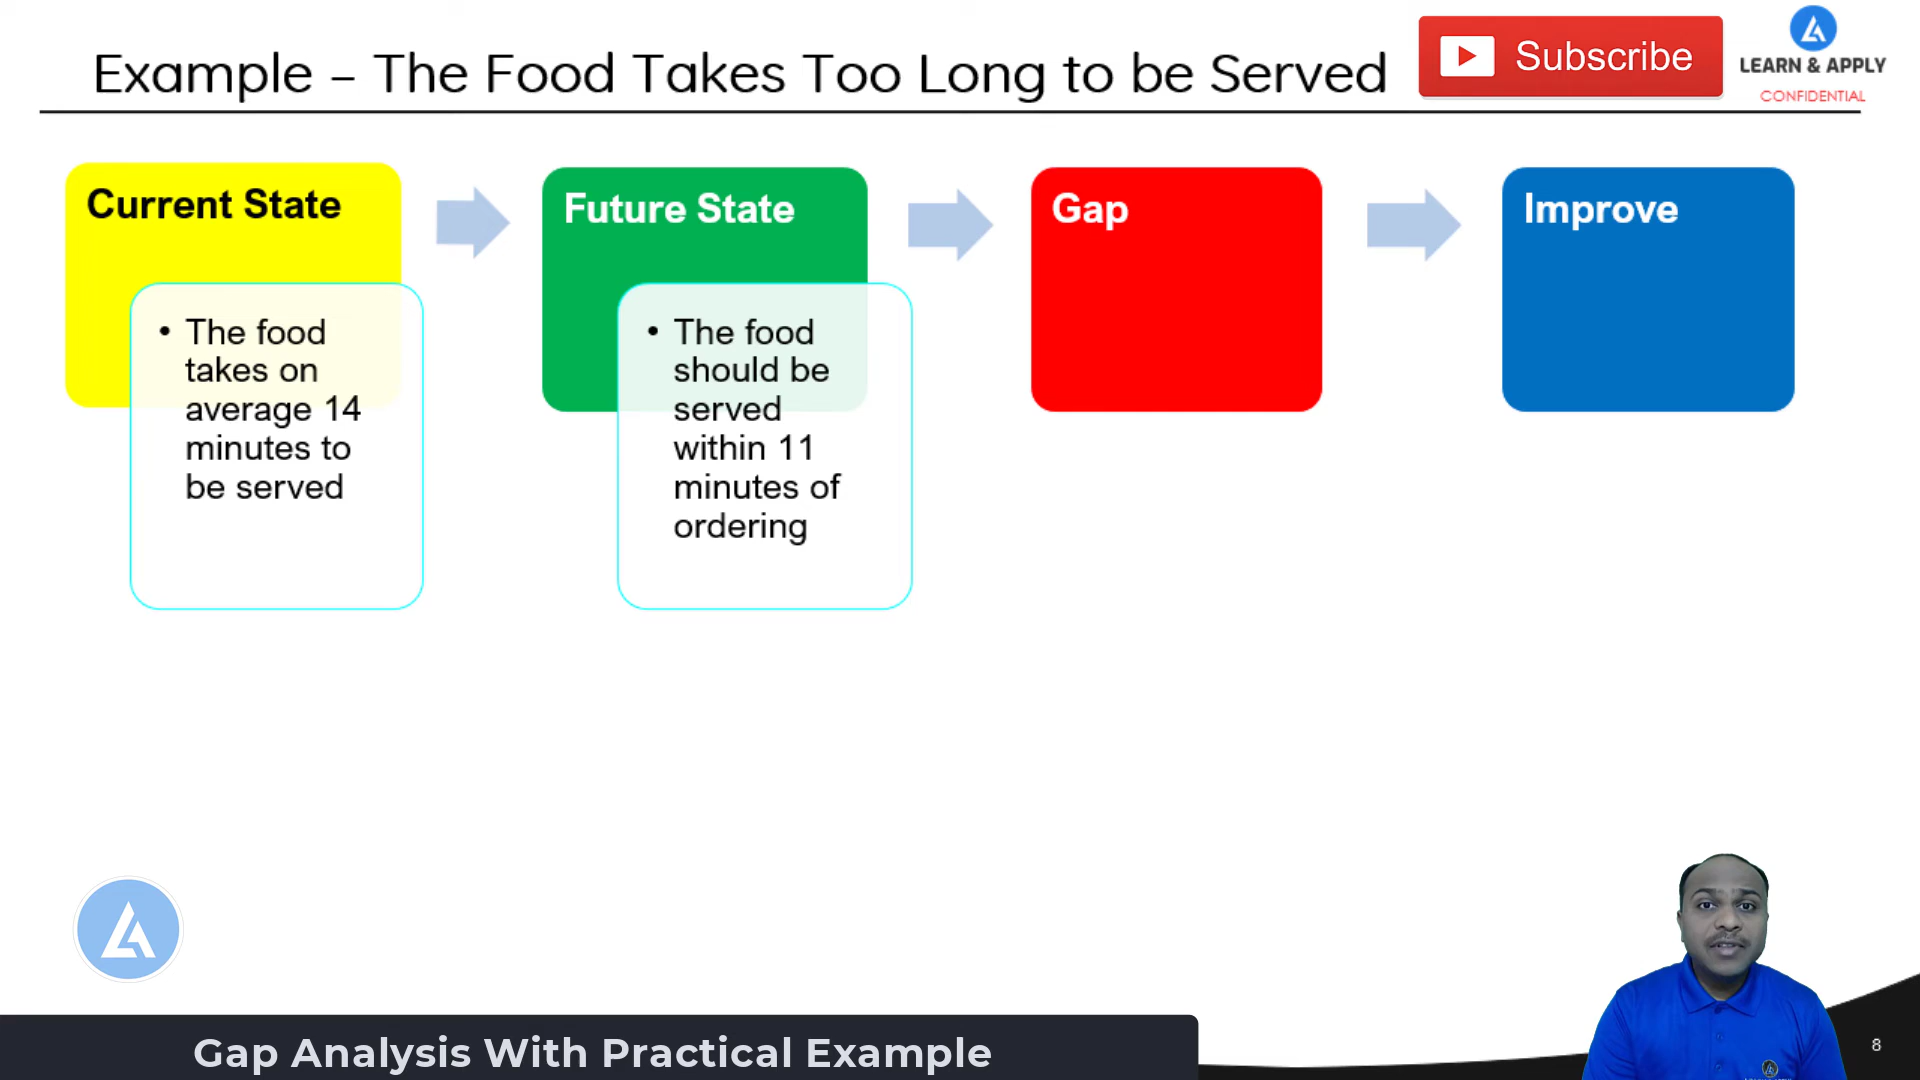 Example – The Food Takes Too Long to be Served
Subscribe
LEARN & APPLY
CONFIDENTIAL
Current State
• The food
takes on
average 14
minutes to
be served
Future State
• The food
should be
served
within 11
minutes of
ordering
Gap
Improve
Gap Analysis With Practical Example
8